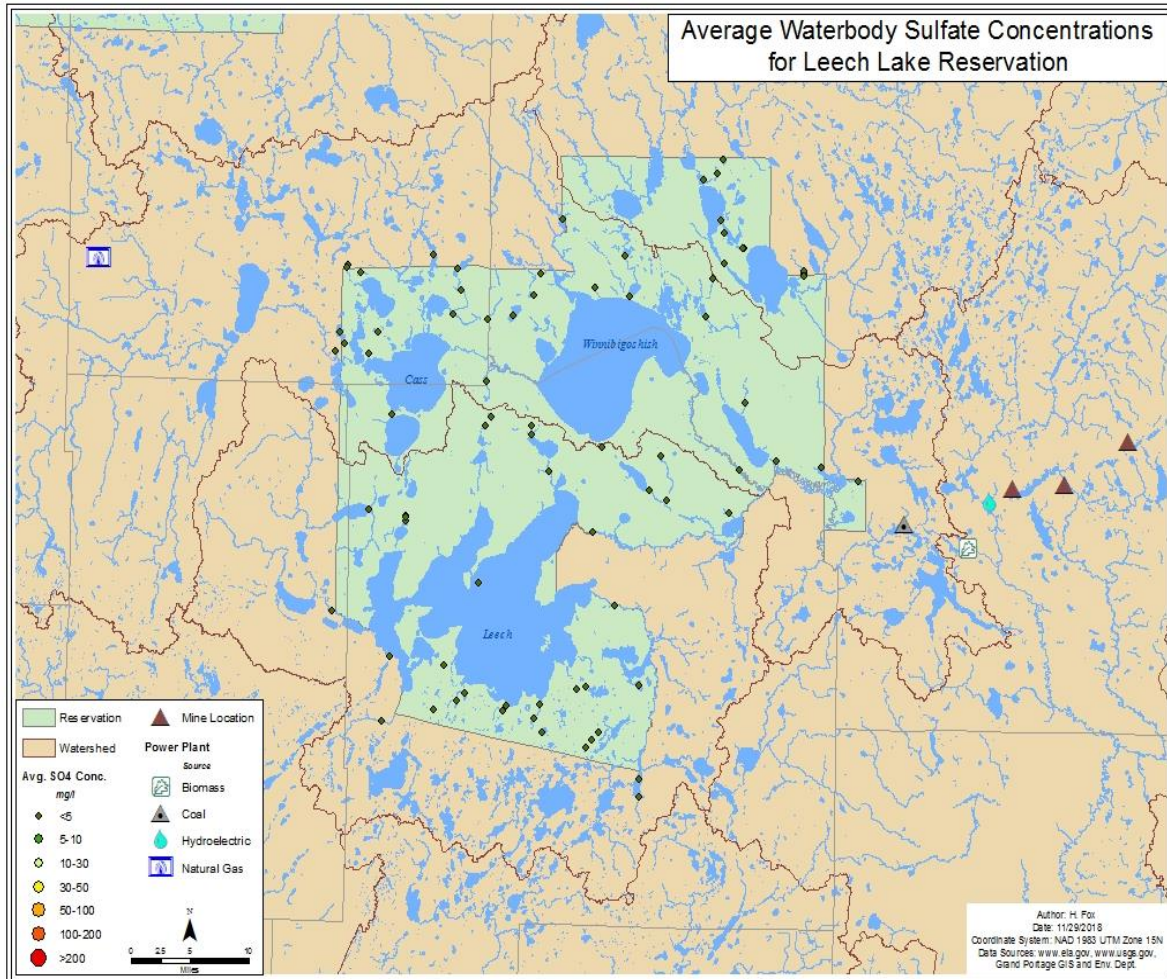 Average Waterbody Sulfate Concentrations
for Leech Lake Reservation
Winnibigoshish
Cass
Leech
Reservation
Watershed
Avg. SO4 Conc.
mg/l
<5
5-10
10-30
30-50
50-100
100-200
>200
Mine Location
Power Plant
Source
Biomass
Coal
Hydroelectric
Natural Gas
N
0 2.5 5 10
Miles
Author: H. Fox
Date: 11/29/2018
Coordinate System: NAD 1983 UTM Zone 15N
Data Sources: www.eia.gov, www.usgs.gov,
Grand Portage GIS and Env. Dept.